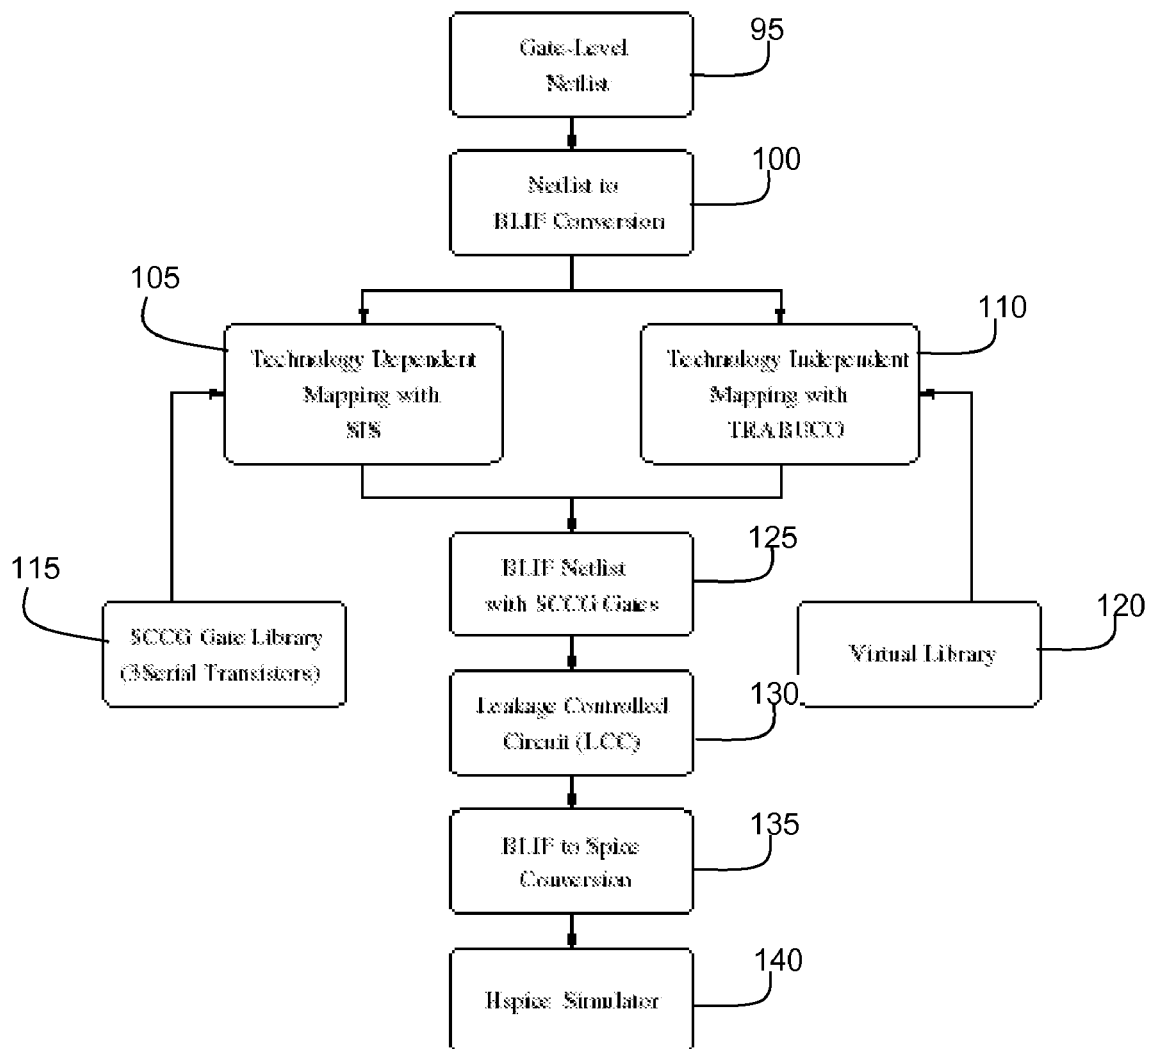 Gate-Level
Netlist
95
Netlist to
BLIF Conversion
100
105
Technology Dependent
Mapping with
SIS
110
Technology Independent
Mapping with
TRABUCO
115
SCCG Gate Library
(3Serial Transistors)
125
BLIF Netlist
with SCCG Gates
120
Virtual Library
130
Leakage Controlled
Circuit (LCC)
135
BLIF to Spice
Conversion
140
Hspice Simulator